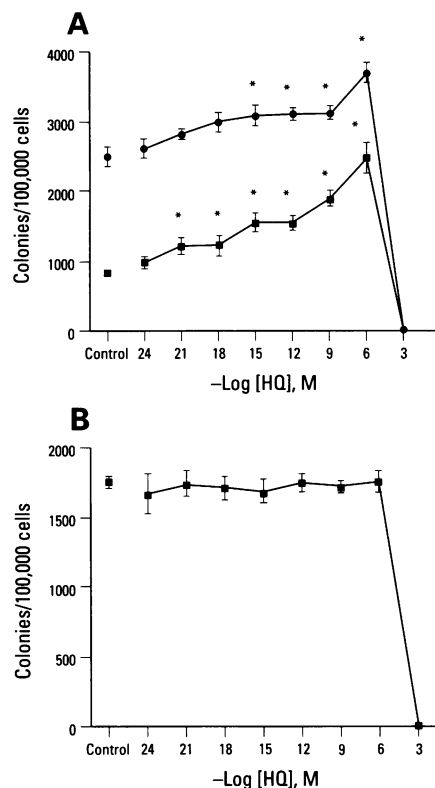 A
*
4000
* * * *
*
3000
*
2000
* *
* *
1000
0
Colonies/100,000 cells
Control 24 21 18 15 12 9 6 3
–Log [HQ], M
B
2000
1500
1000
500
0
Colonies/100,000 cells
Control 24 21 18 15 12 9 6 3
–Log [HQ], M